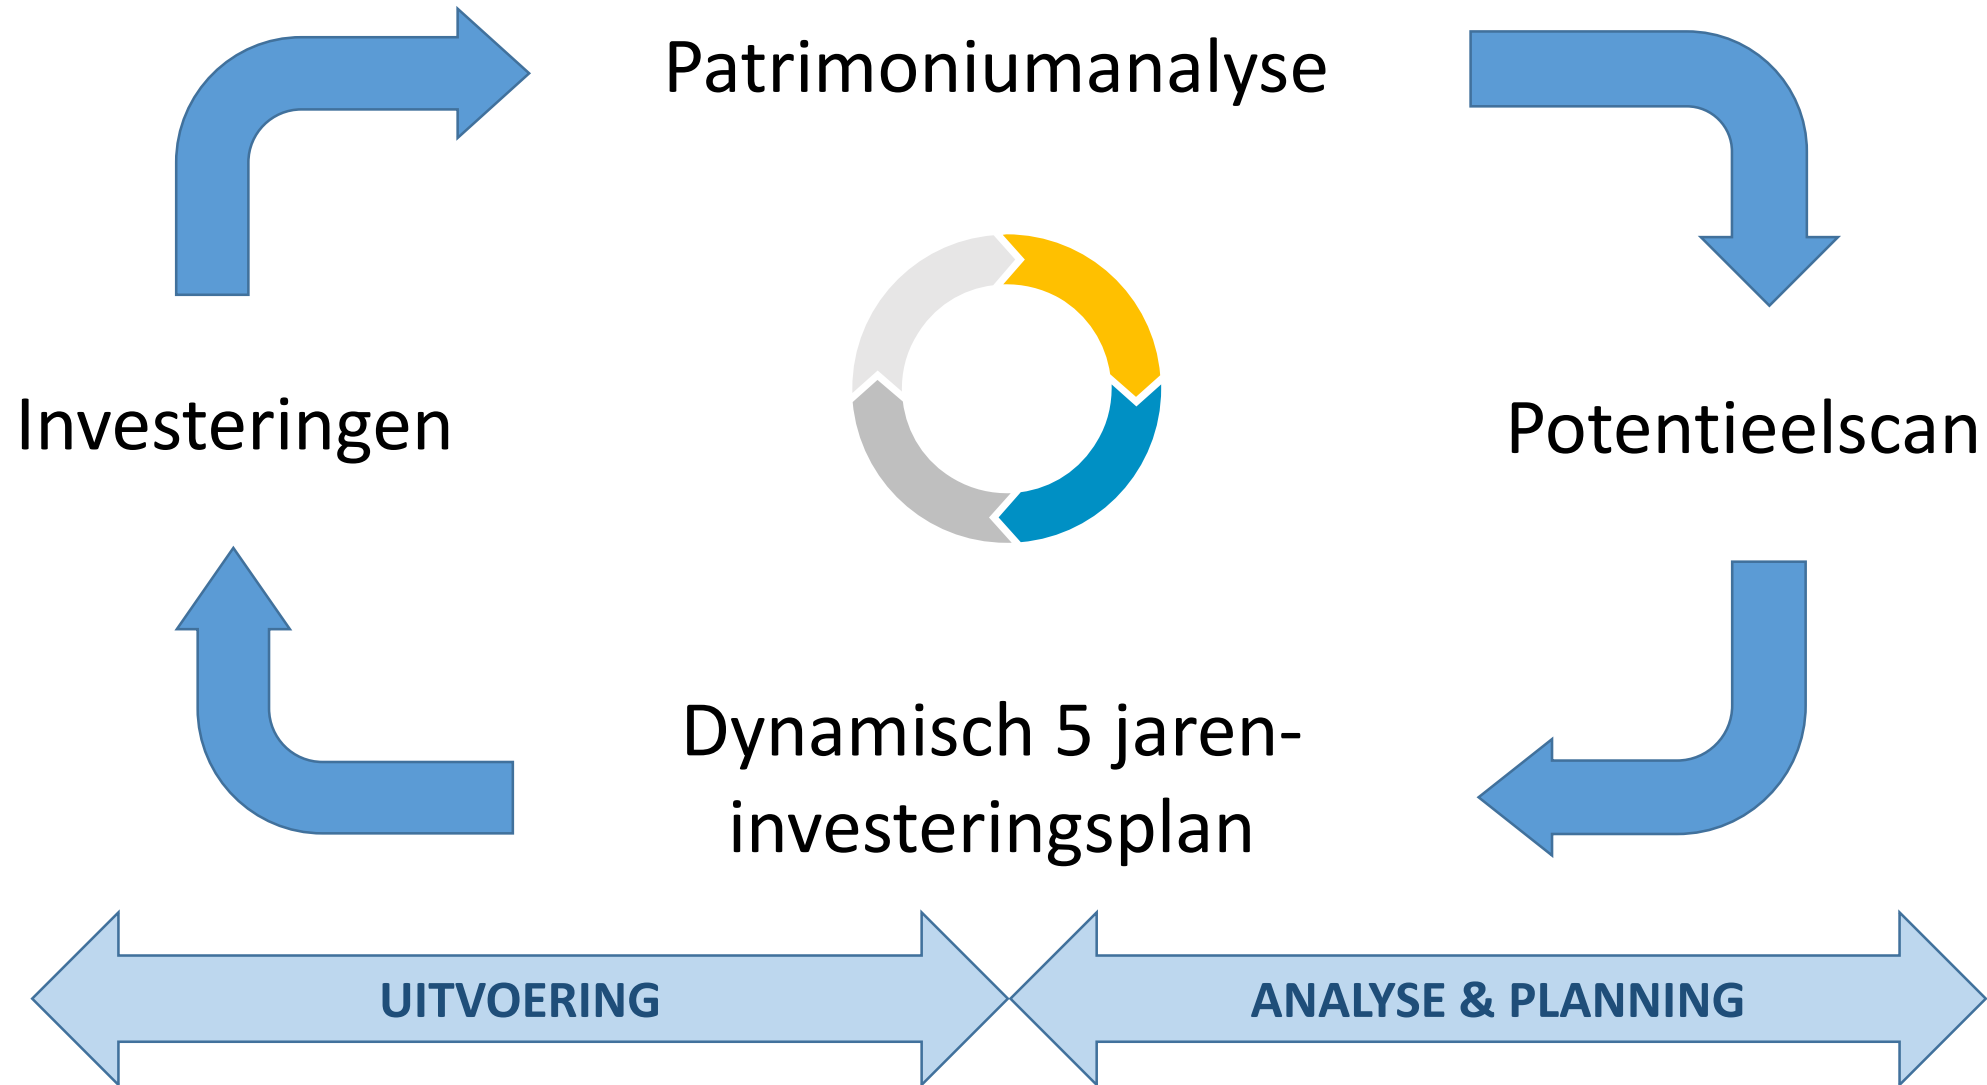 Patrimoniumanalyse
Investeringen
Potentieelscan
Dynamisch 5 jaren-
investeringsplan
UITVOERING
ANALYSE & PLANNING